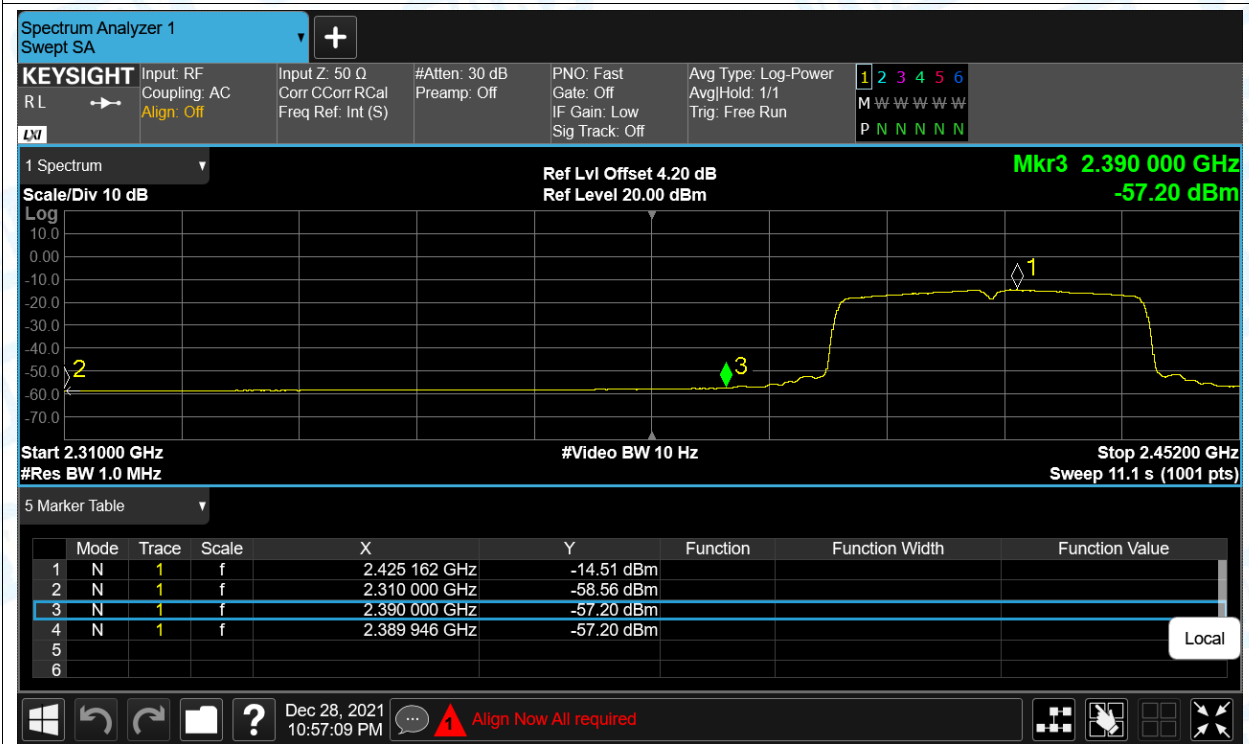 Spectrum Analyzer 1
Swept SA
▼
+
KEYSIGHT Input: RF Input Z: 50 Ω #Atten: 30 dB PNO: Fast Avg Type: Log-Power 1 2 3 4 5 6
R L Coupling: AC Corr CCorr RCal Preamp: Off Gate: Off Avg|Hold: 1/1 M W W W W W
Align: Off Freq Ref: Int (S) IF Gain: Low Trig: Free Run
LXI Sig Track: Off P N N N N N
1 Spectrum ▼ Ref Lvl Offset 4.20 dB Mkr3 2.390 000 GHz
Scale/Div 10 dB Ref Level 20.00 dBm -57.20 dBm
Log
10.0
0.00
-10.0 1
-20.0
-30.0
-40.0
-50.0 2 3
-60.0
-70.0
Start 2.31000 GHz #Video BW 10 Hz Stop 2.45200 GHz
#Res BW 1.0 MHz Sweep 11.1 s (1001 pts)
5 Marker Table ▼
Mode Trace Scale X Y Function Function Width Function Value
1 N 1 f 2.425 162 GHz -14.51 dBm
2 N 1 f 2.310 000 GHz -58.56 dBm
3 N 1 f 2.390 000 GHz -57.20 dBm
4 N 1 f 2.389 946 GHz -57.20 dBm
5
6
Local
? Dec 28, 2021 1 Align Now All required
10:57:09 PM